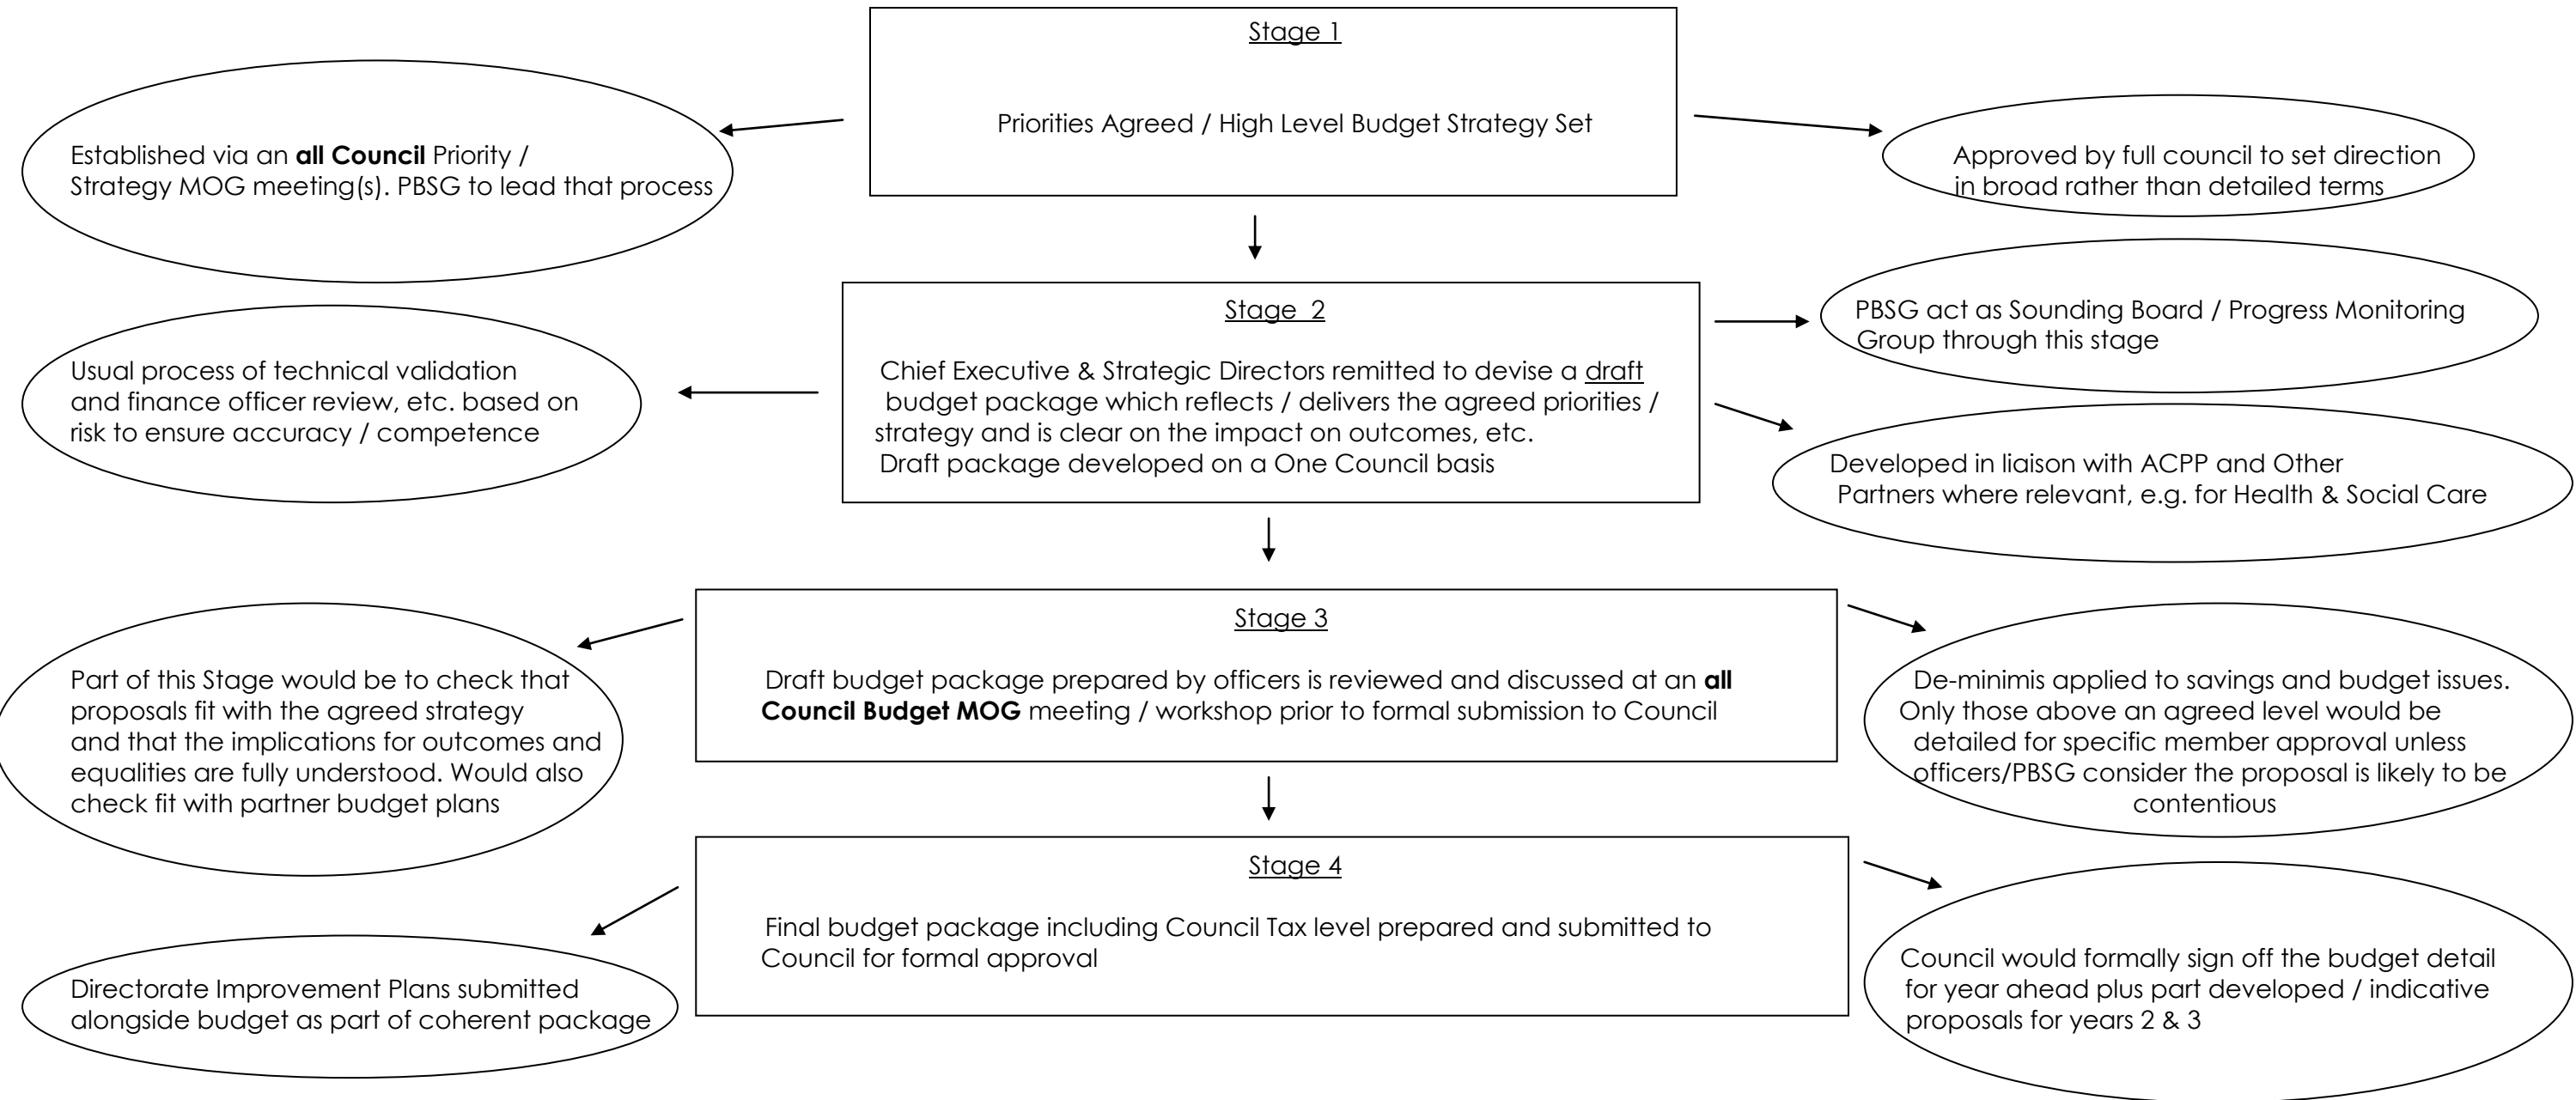 Stage 1
Priorities Agreed / High Level Budget Strategy Set
Established via an all Council Priority /
Strategy MOG meeting(s). PBSG to lead that process
Approved by full council to set direction
in broad rather than detailed terms
Stage 2
Chief Executive & Strategic Directors remitted to devise a draft
budget package which reflects / delivers the agreed priorities /
strategy and is clear on the impact on outcomes, etc.
Draft package developed on a One Council basis
Usual process of technical validation
and finance officer review, etc. based on
risk to ensure accuracy / competence
PBSG act as Sounding Board / Progress Monitoring
Group through this stage
Developed in liaison with ACPP and Other
Partners where relevant, e.g. for Health & Social Care
Stage 3
Draft budget package prepared by officers is reviewed and discussed at an all
Council Budget MOG meeting / workshop prior to formal submission to Council
Part of this Stage would be to check that
proposals fit with the agreed strategy
and that the implications for outcomes and
equalities are fully understood. Would also
check fit with partner budget plans
De-minimis applied to savings and budget issues.
Only those above an agreed level would be
detailed for specific member approval unless
officers/PBSG consider the proposal is likely to be
contentious
Stage 4
Final budget package including Council Tax level prepared and submitted to
Council for formal approval
Directorate Improvement Plans submitted
alongside budget as part of coherent package
Council would formally sign off the budget detail
for year ahead plus part developed / indicative
proposals for years 2 & 3